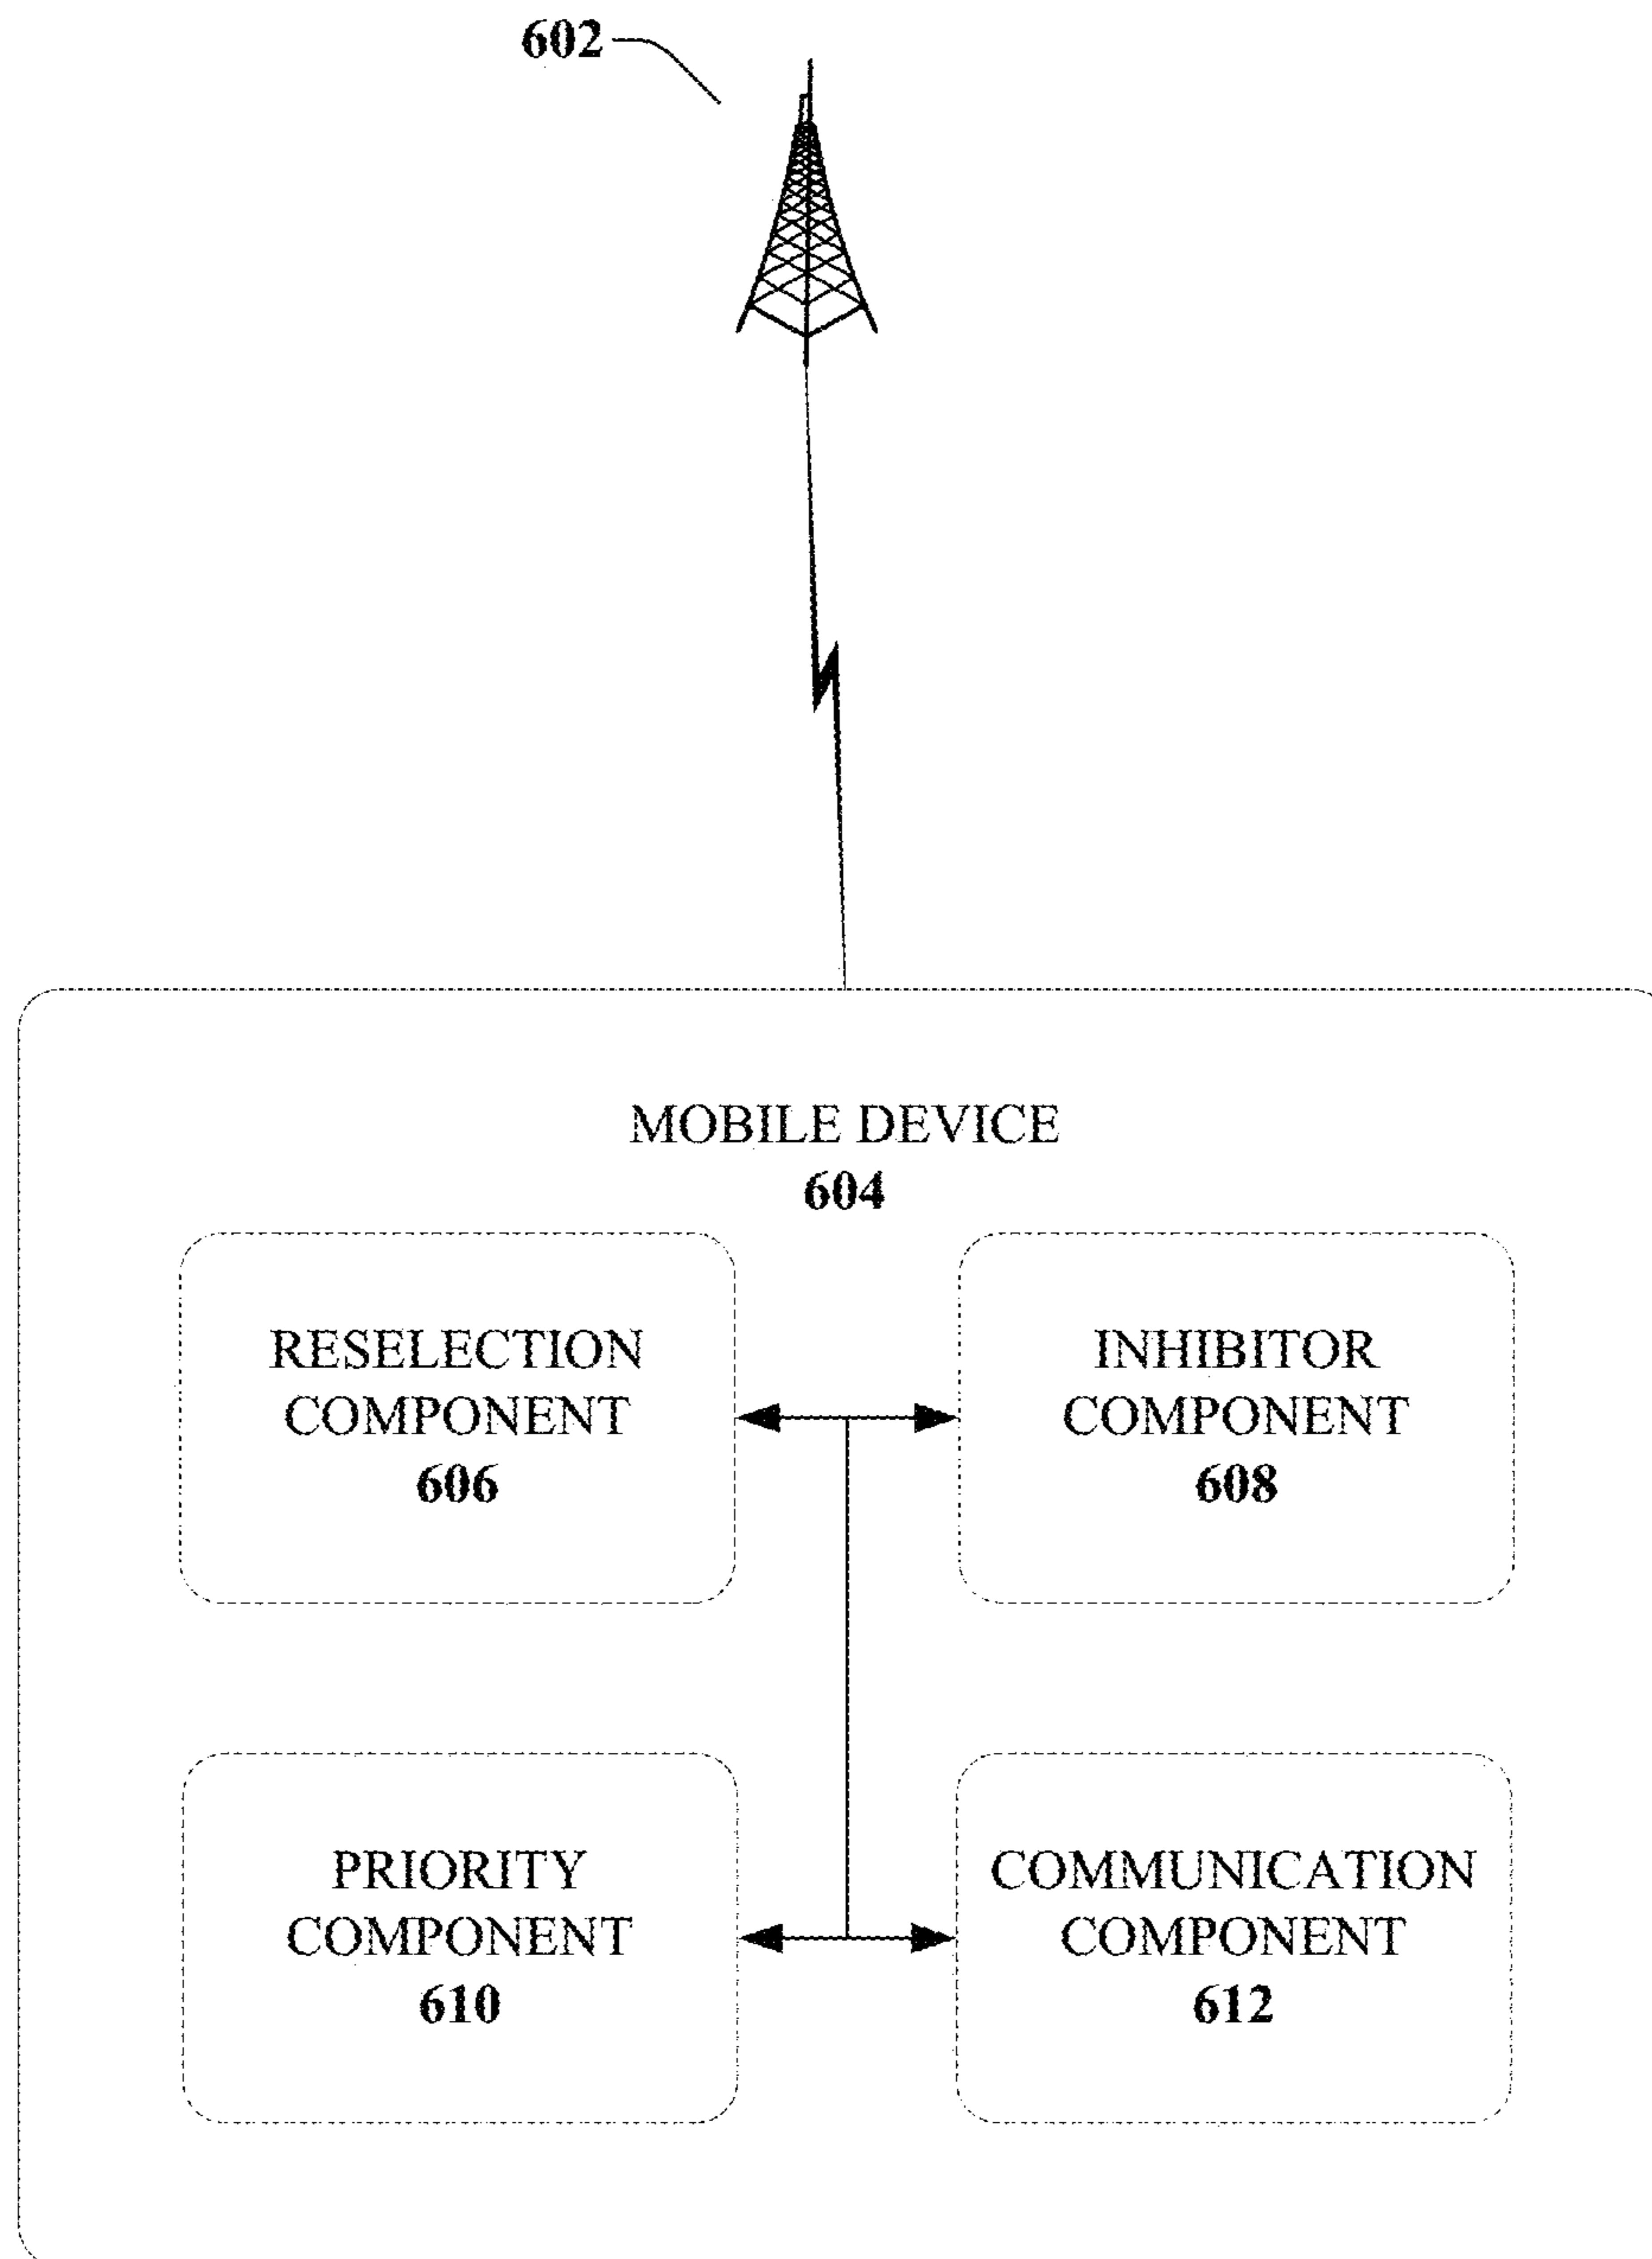 602
MOBILE DEVICE
604
RESELECTION
COMPONENT
606
INHIBITOR
COMPONENT
608
PRIORITY
COMPONENT
610
COMMUNICATION
COMPONENT
612